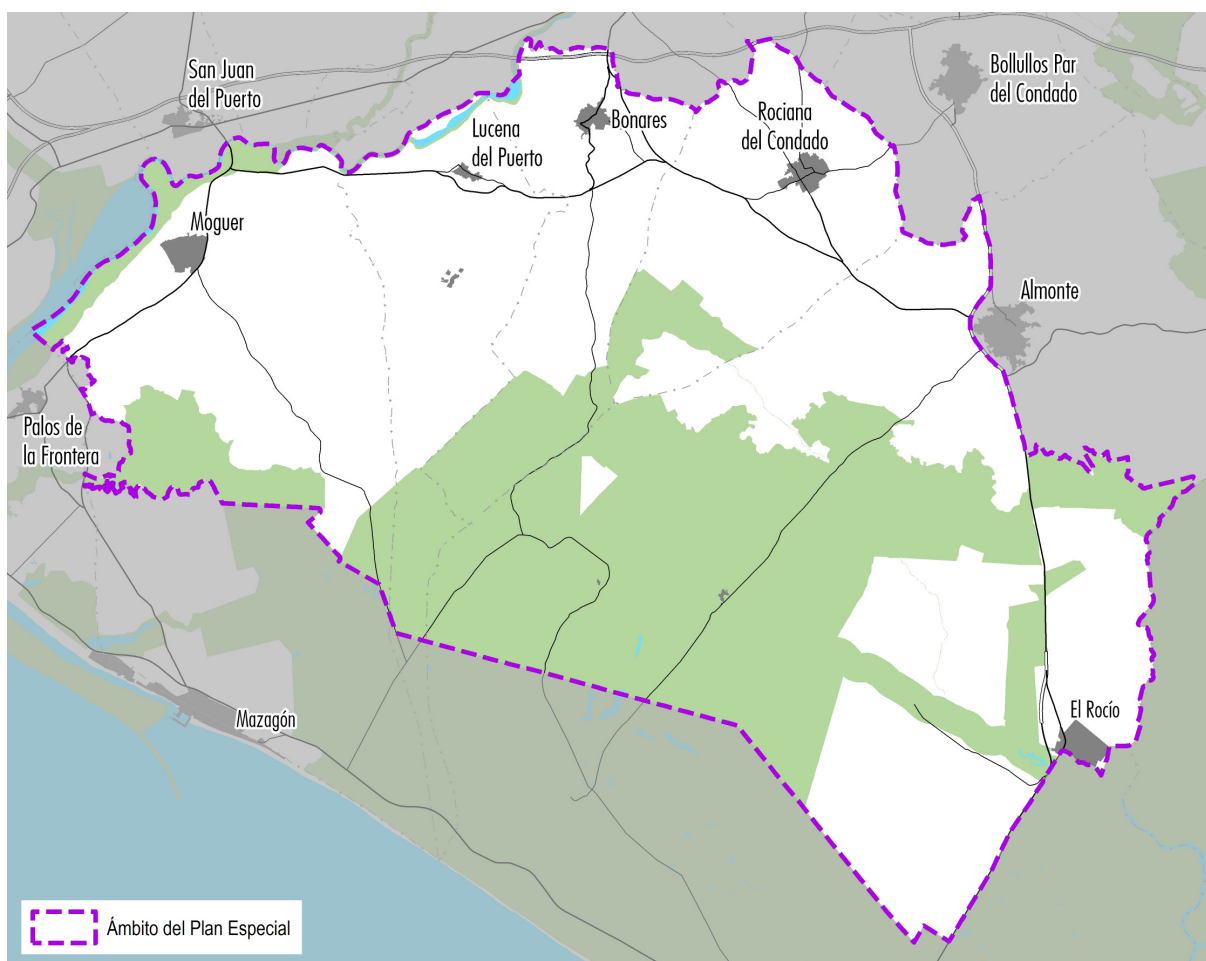 San Juan
del Puerto
Bollullos Par
del Condado
Lucena
del Puerto
Bonares
Rociana
del Condado
Moguer
Almonte
Palos de
la Frontera
Mazagón
El Rocío
Ámbito del Plan Especial